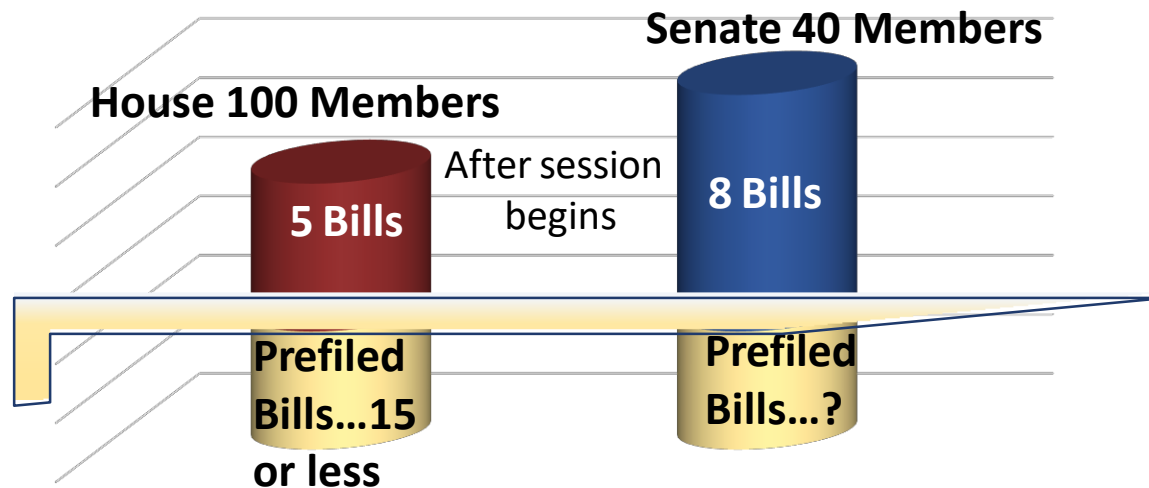 Senate 40 Members
House 100 Members
After session
begins
5 Bills
8 Bills
Prefiled
Bills...15
or less
Prefiled
Bills...?